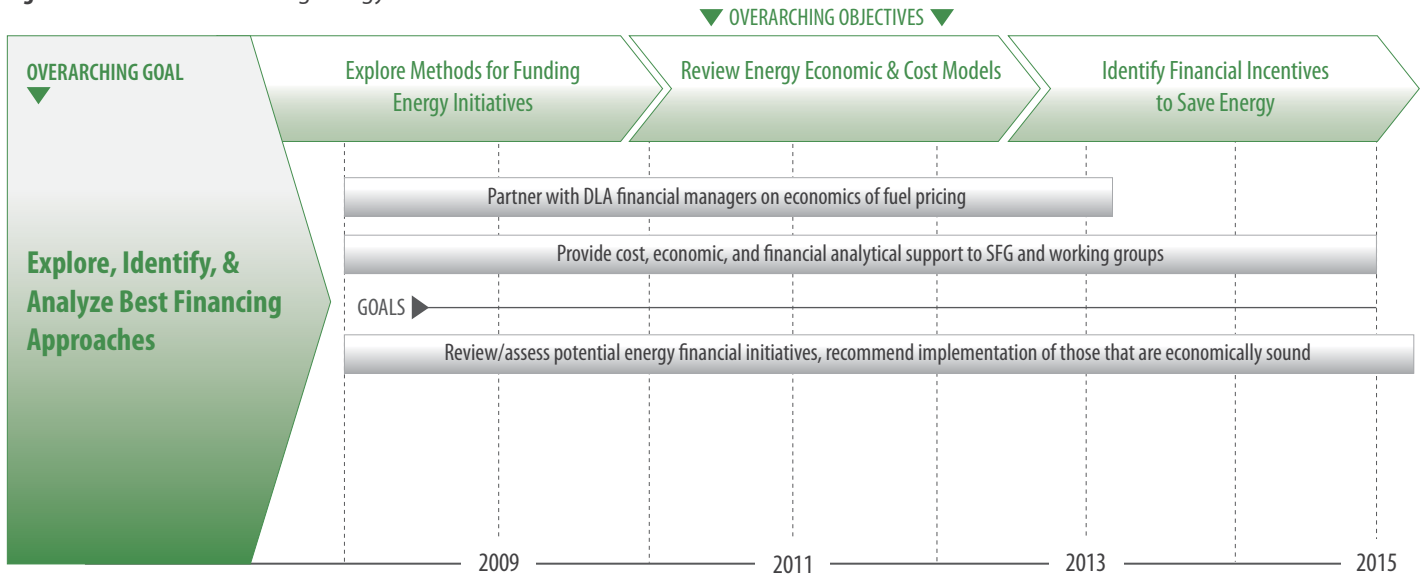 OVERARCHING OBJECTIVES
OVERARCHING GOAL
Explore Methods for Funding
Energy Initiatives
Review Energy Economic & Cost Models
Identify Financial Incentives
to Save Energy
Explore, Identify, &
Analyze Best Financing
Approaches
Partner with DLA financial managers on economics of fuel pricing
Provide cost, economic, and financial analytical support to SFG and working groups
GOALS
Review/assess potential energy financial initiatives, recommend implementation of those that are economically sound
2009
2011
2013
2015